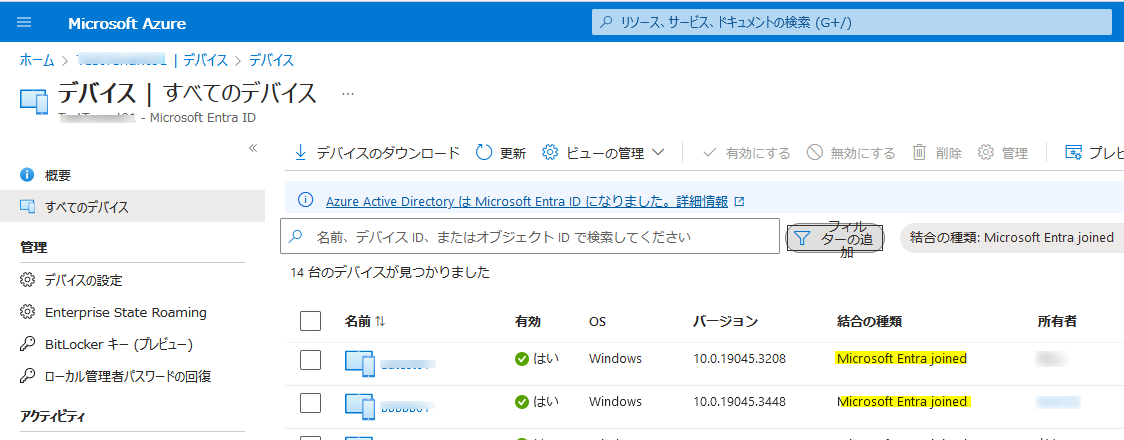 Microsoft Azure
リソース、サービス、ドキュメントの検索 (G+/)
ホーム > | デバイス > デバイス
デバイス | すべてのデバイス ...
- Microsoft Entra ID
«
デバイスのダウンロード 更新 ビューの管理 有効にする 無効にする 削除 管理 プレビ
概要
すべてのデバイス
Azure Active Directory は Microsoft Entra ID になりました。詳細情報
名前、デバイス ID、またはオブジェクト ID で検索してください
フィル
ターの追
加
結合の種類: Microsoft Entra joined
管理
14 台のデバイスが見つかりました
デバイスの設定
Enterprise State Roaming
BitLocker キー (プレビュー)
ローカル管理者パスワードの回復
アクティビティ
名前 有効 OS バージョン 結合の種類 所有者
はい Windows 10.0.19045.3208 Microsoft Entra joined
はい Windows 10.0.19045.3448 Microsoft Entra joined